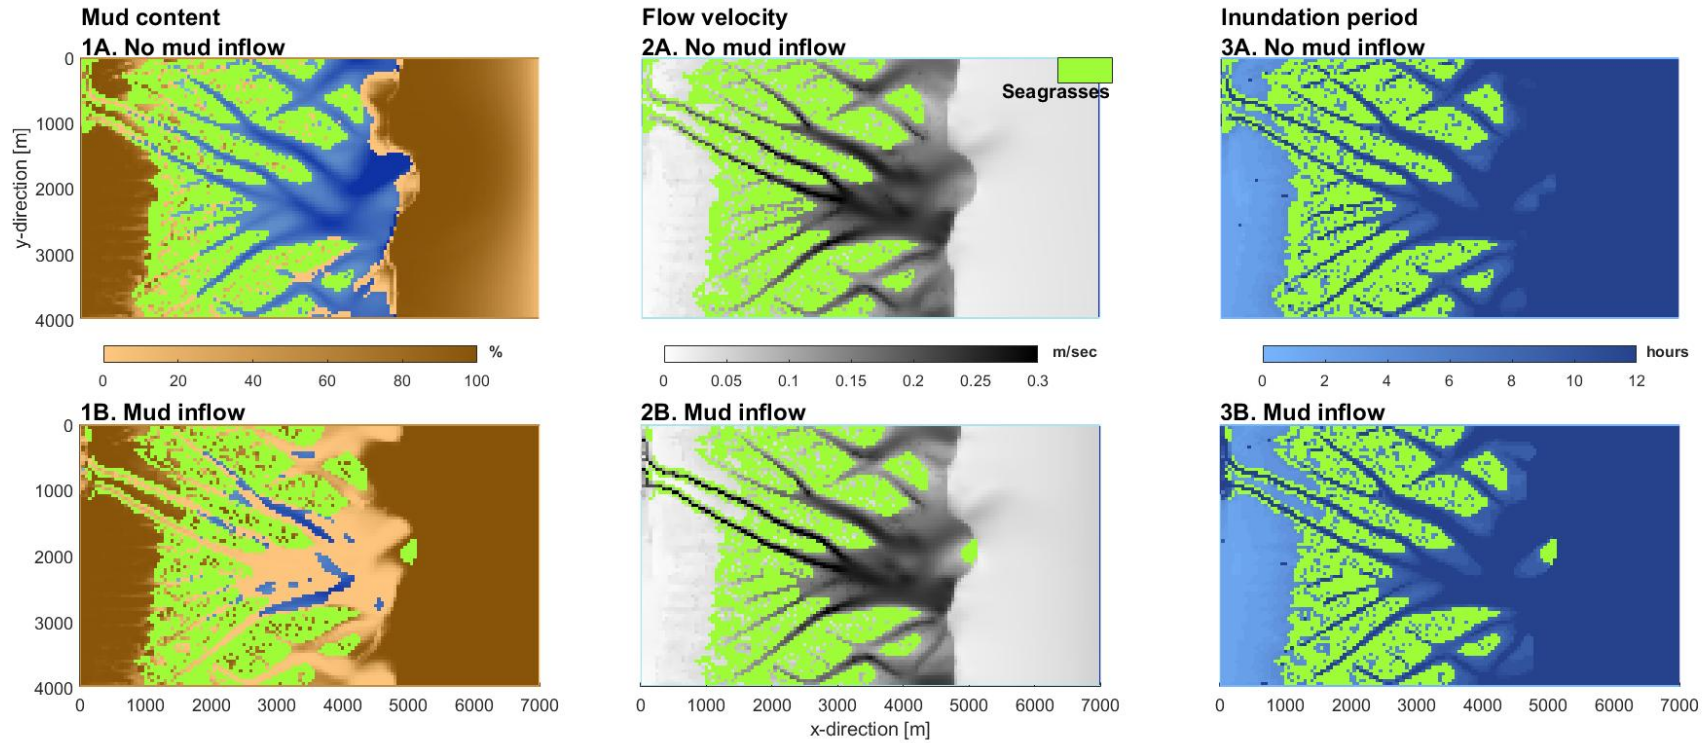 Mud content
1A. No mud inflow
Flow velocity
2A. No mud inflow
Inundation period
3A. No mud inflow
Seagrasses
0
1000
2000
3000
4000
y-direction [m]
%
0 20 40 60 80 100
m/sec
0 0.05 0.1 0.15 0.2 0.25 0.3
hours
0 2 4 6 8 10 12
1B. Mud inflow
2B. Mud inflow
3B. Mud inflow
0
1000
2000
3000
4000
0 1000 2000 3000 4000 5000 6000 7000
0 1000 2000 3000 4000 5000 6000 7000
0 1000 2000 3000 4000 5000 6000 7000
x-direction [m]